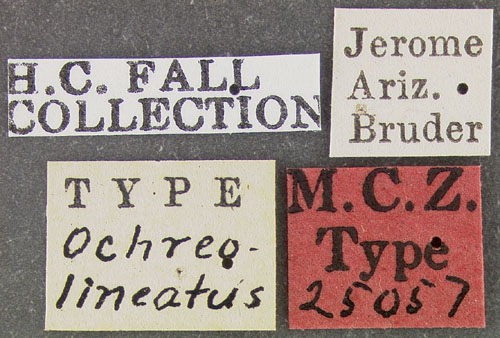 H.C. FALL
COLLECTION
Jerome
Ariz.
Bruder
TYPE
Ochreo-
lineatus
M.C.Z.
Type
25057